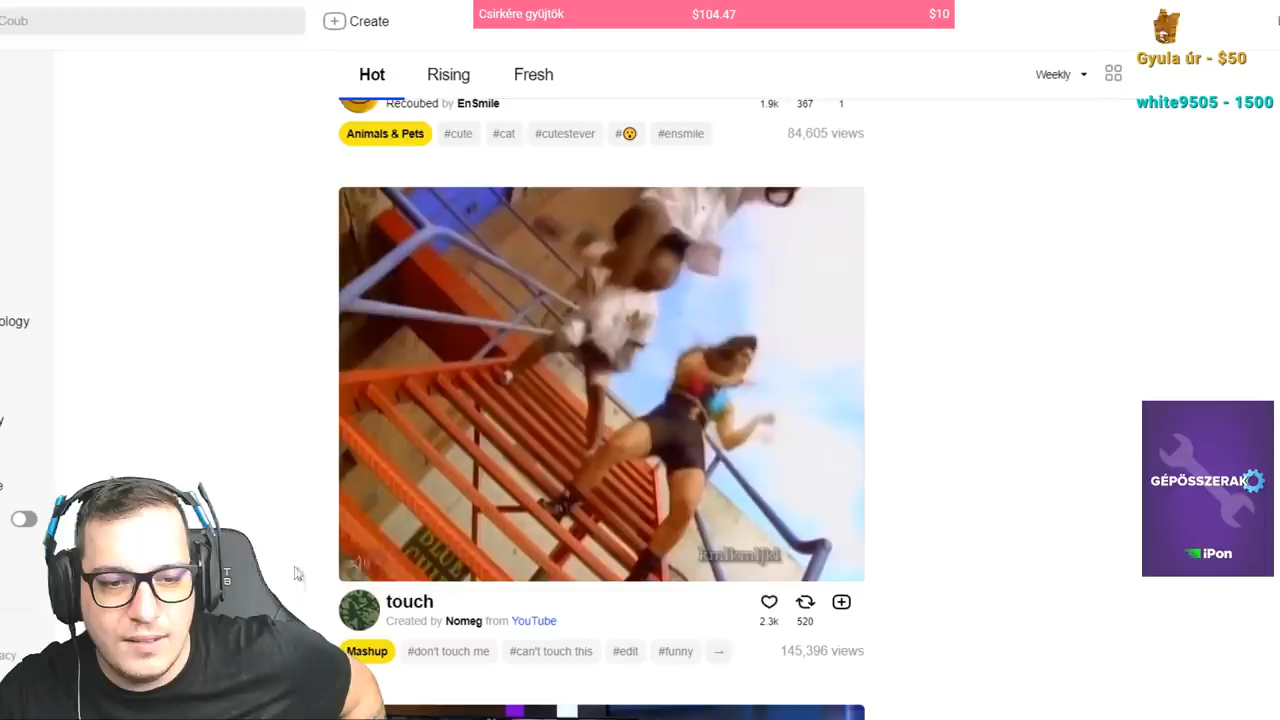 Coub
Create
Csirkére gyűjtök $104.47 $10
Gyula úr - $50
white9505 - 1500
Hot Rising Fresh
Weekly
Recoubed by EnSmile
1.9k 367 1
Animals & Pets #cute #cat #cutestever #😮 #ensmile 84,605 views
ology
y
e
acy
kmlkmljkl
GÉPÖSSZERAK
iPon
touch
Created by Nomeg from YouTube
2.3k 520
Mashup #don't touch me #can't touch this #edit #funny → 145,396 views